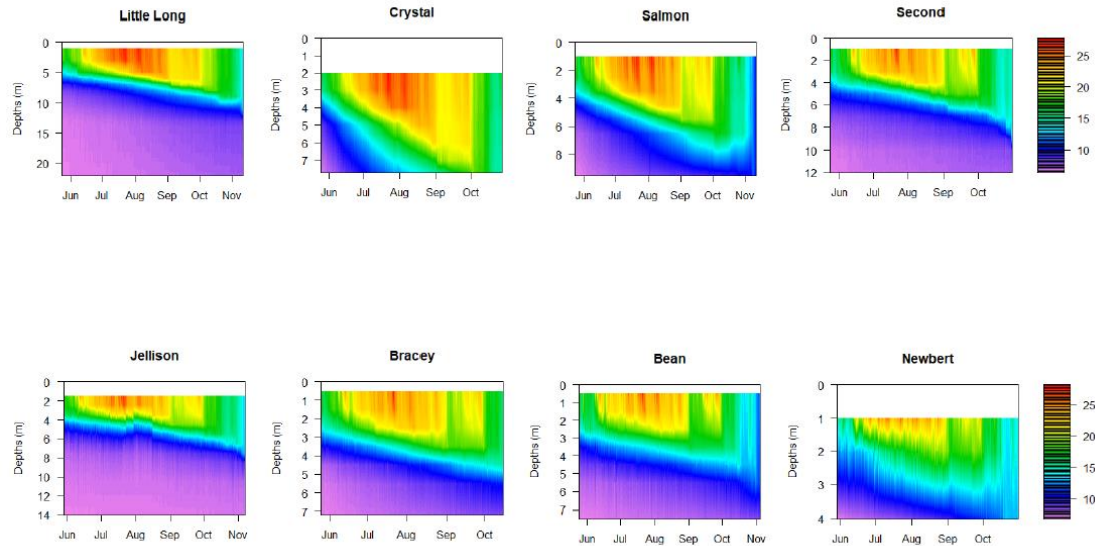 Little Long
Crystal
Salmon
Second
Depths (m)
0
5
10
15
20
Jun Jul Aug Sep Oct Nov
Depths (m)
0
1
2
3
4
5
6
7
Jun Jul Aug Sep Oct
Depths (m)
0
2
4
6
8
Jun Jul Aug Sep Oct Nov
Depths (m)
0
2
4
6
8
10
12
Jun Jul Aug Sep Oct
25
20
15
10
Jellison
Bracey
Bean
Newbert
Depths (m)
0
2
4
6
8
10
12
14
Jun Jul Aug Sep Oct Nov
Depths (m)
0
1
2
3
4
5
6
7
Jun Jul Aug Sep Oct
Depths (m)
0
1
2
3
4
5
6
7
Jun Jul Aug Sep Oct Nov
Depths (m)
0
1
2
3
4
Jun Jul Aug Sep Oct
25
20
15
10